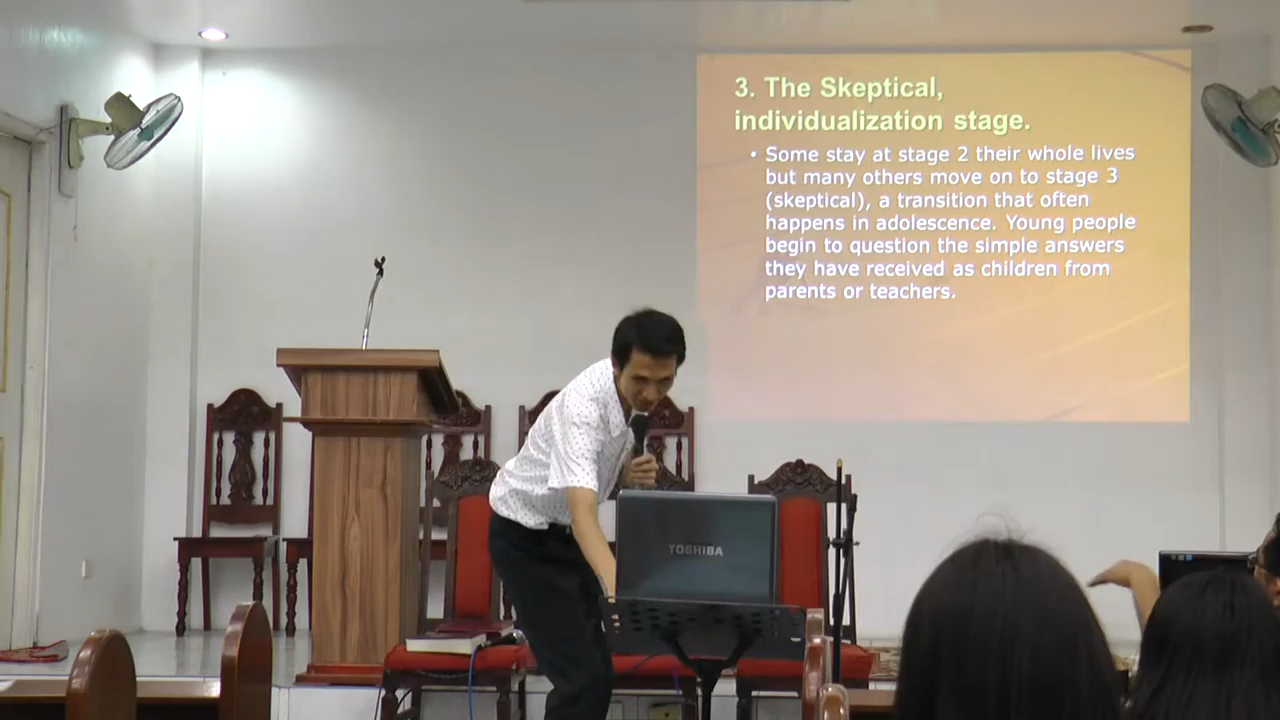 3. The Skeptical,
individualization stage.
• Some stay at stage 2 their whole lives
but many others move on to stage 3
(skeptical), a transition that often
happens in adolescence. Young people
begin to question the simple answers
they have received as children from
parents or teachers.
TOSHIBA